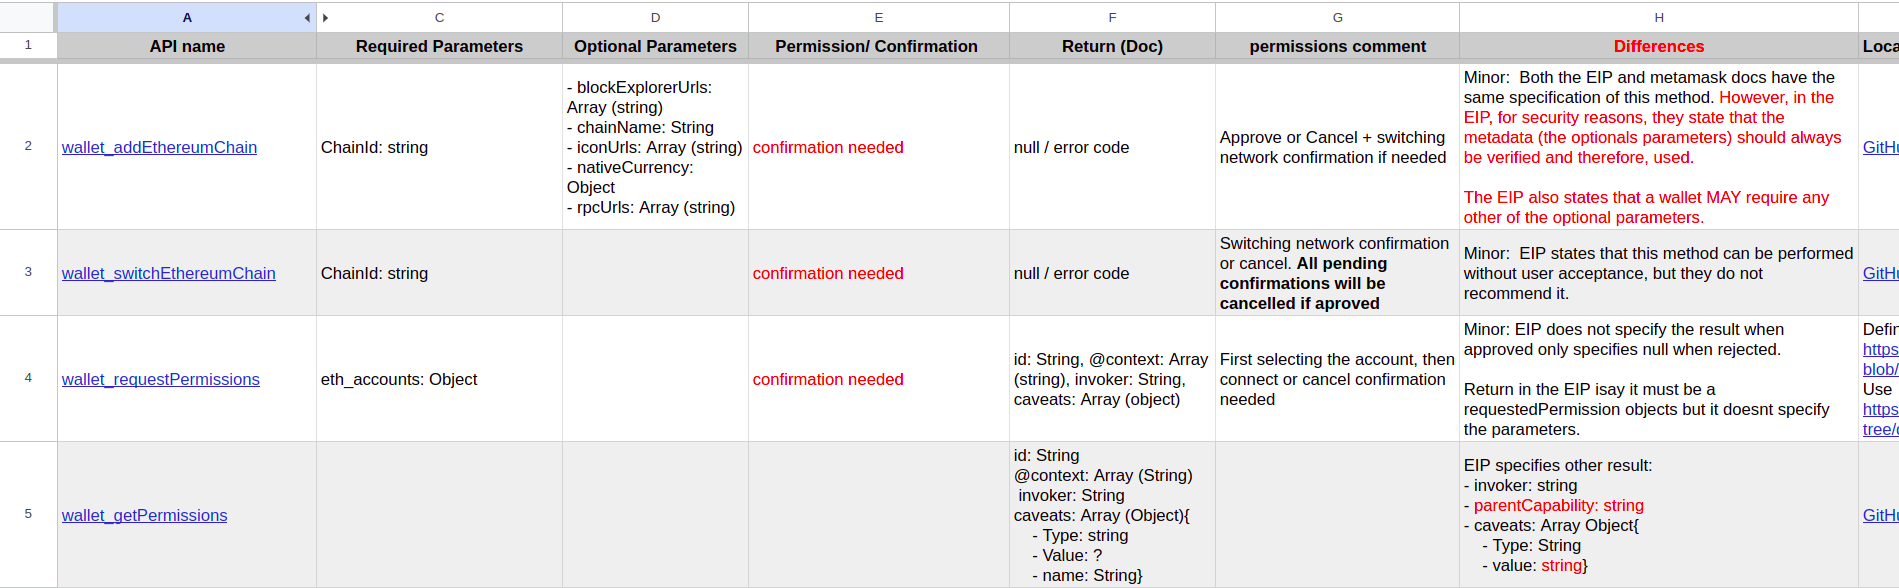 A C D E F G H
1 API name Required Parameters Optional Parameters Permission/ Confirmation Return (Doc) permissions comment Differences Loca
2
wallet_addEthereumChain
ChainId: string
- blockExplorerUrls:
Array (string)
- chainName: String
- iconUrls: Array (string)
- nativeCurrency:
Object
- rpcUrls: Array (string)
confirmation needed
null / error code
Approve or Cancel + switching
network confirmation if needed
Minor:  Both the EIP and metamask docs have the
same specification of this method. However, in the
EIP, for security reasons, they state that the
metadata (the optionals parameters) should always
be verified and therefore, used.
The EIP also states that a wallet MAY require any
other of the optional parameters.
GitHu
3
wallet_switchEthereumChain
ChainId: string
confirmation needed
null / error code
Switching network confirmation
or cancel. All pending
confirmations will be
cancelled if aproved
Minor:  EIP states that this method can be performed
without user acceptance, but they do not
recommend it.
GitHu
4
wallet_requestPermissions
eth_accounts: Object
confirmation needed
id: String, @context: Array
(string), invoker: String,
caveats: Array (object)
First selecting the account, then
connect or cancel confirmation
needed
Minor: EIP does not specify the result when
approved only specifies null when rejected.
Return in the EIP isay it must be a
requestedPermission objects but it doesnt specify
the parameters.
Defin
https
blob/
Use
https
tree/
5
wallet_getPermissions
id: String
@context: Array (String)
invoker: String
caveats: Array (Object){
- Type: string
- Value: ?
- name: String}
EIP specifies other result:
- invoker: string
- parentCapability: string
- caveats: Array Object{
- Type: String
- value: string}
GitHu